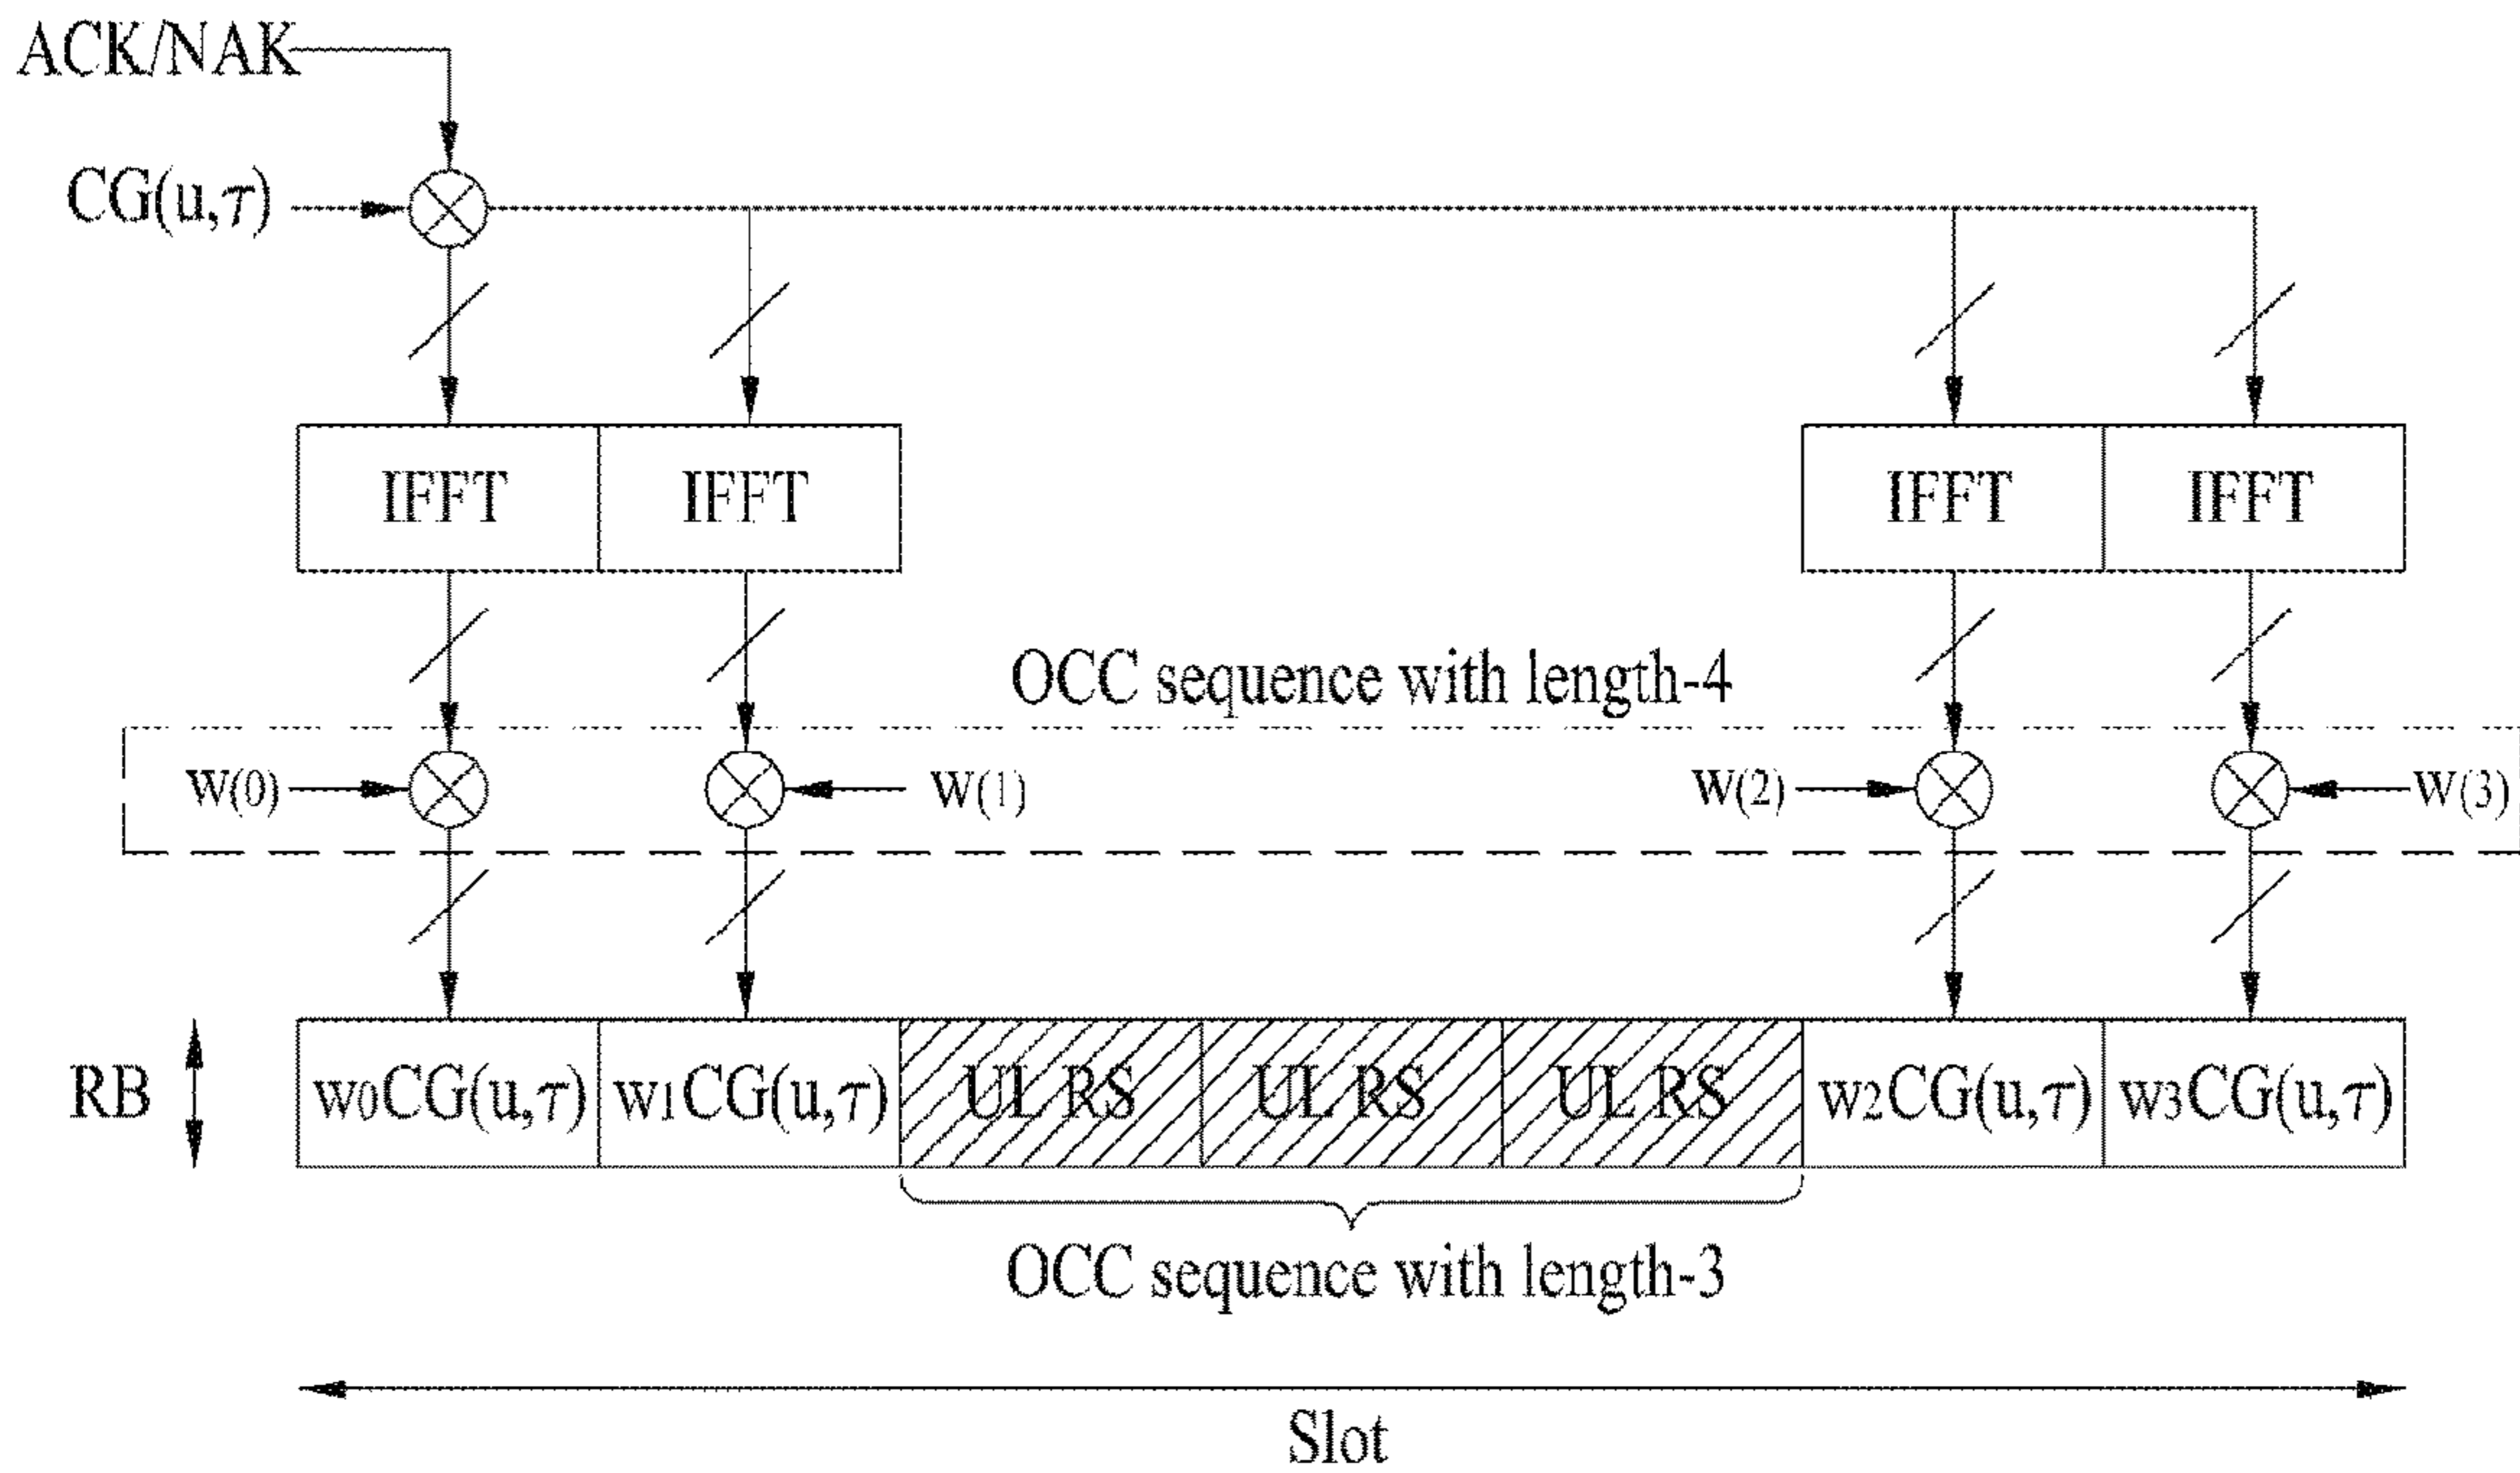 ACK/NAK
CG(u,τ)
IFFT IFFT IFFT IFFT
OCC sequence with length-4
W(0) W(1) W(2) W(3)
RB w0CG(u,τ) w1CG(u,τ) UL RS UL RS UL RS w2CG(u,τ) w3CG(u,τ)
OCC sequence with length-3
Slot